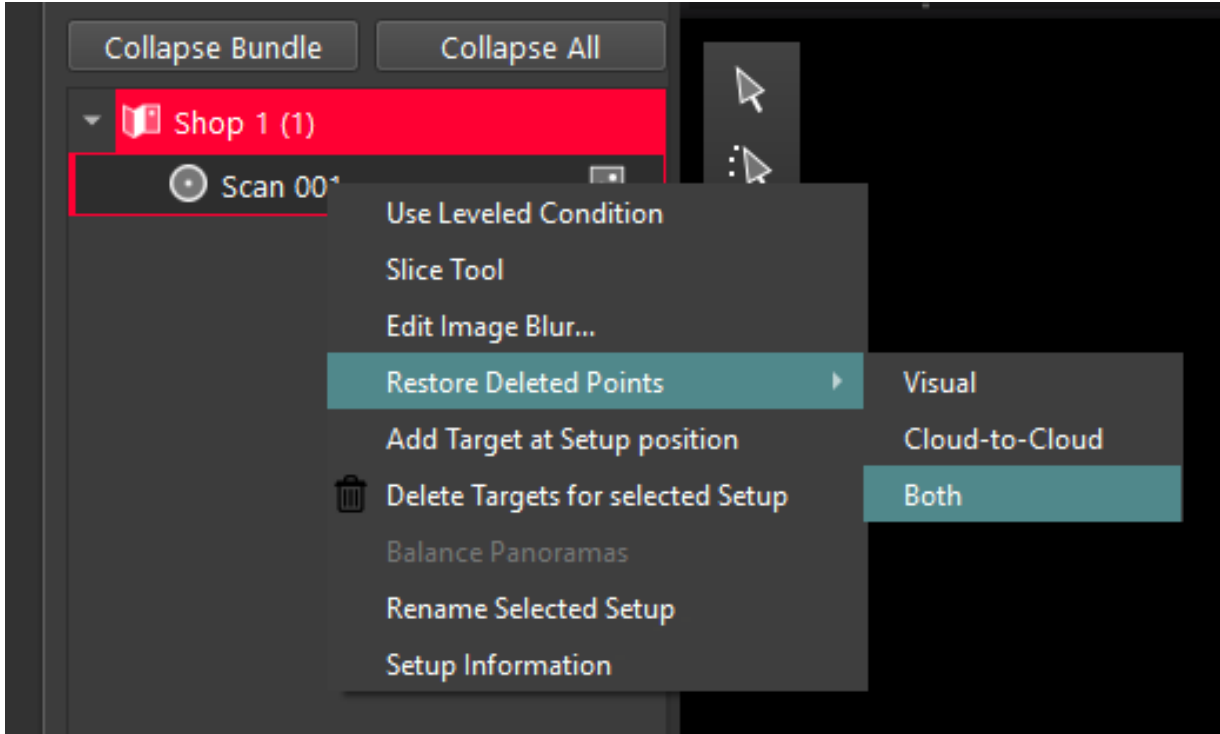 Collapse Bundle
Collapse All
Shop 1 (1)
Scan 001
Use Leveled Condition
Slice Tool
Edit Image Blur...
Restore Deleted Points
Visual
Add Target at Setup position
Cloud-to-Cloud
Delete Targets for selected Setup
Both
Balance Panoramas
Rename Selected Setup
Setup Information